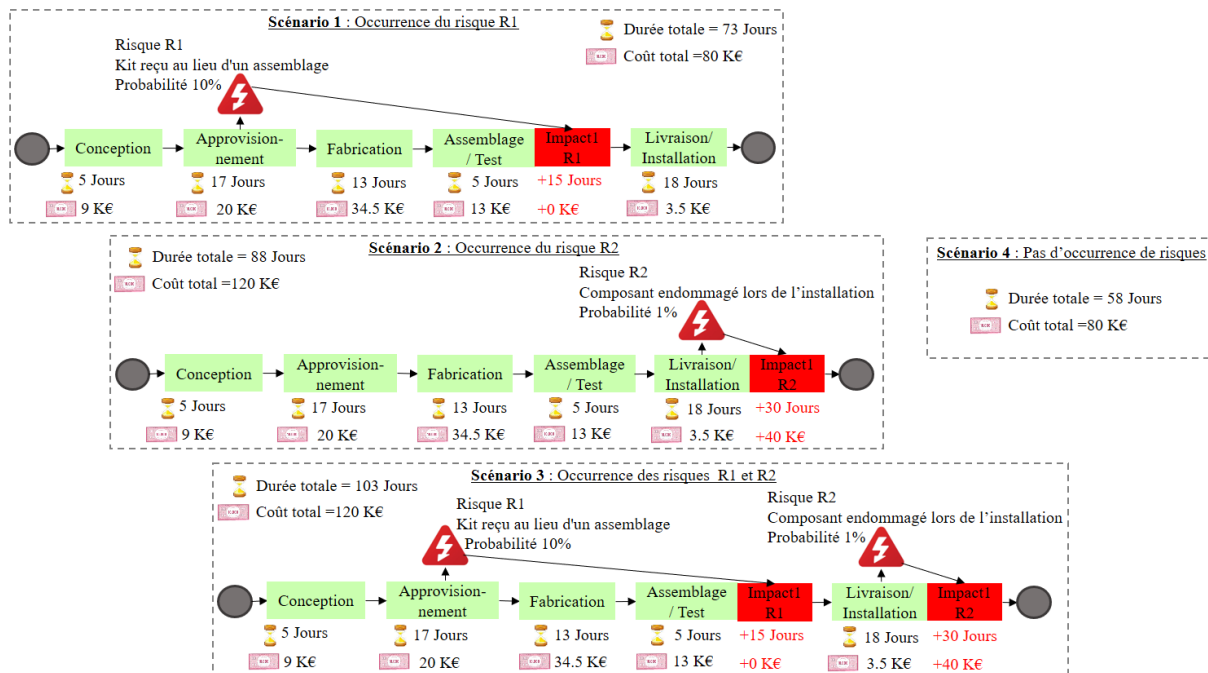 Scénario 1 : Occurrence du risque R1
Durée totale = 73 Jours
Coût total =80 K€
Risque R1
Kit reçu au lieu d'un assemblage
Probabilité 10%
Conception
Approvision-
nement
Fabrication
Assemblage
/ Test
Impact1
R1
Livraison/
Installation
5 Jours
17 Jours
13 Jours
5 Jours
+15 Jours
18 Jours
9 K€
20 K€
34.5 K€
13 K€
+0 K€
3.5 K€
Scénario 2 : Occurrence du risque R2
Durée totale = 88 Jours
Coût total =120 K€
Risque R2
Composant endommagé lors de l’installation
Probabilité 1%
Conception
Approvision-
nement
Fabrication
Assemblage
/ Test
Livraison/
Installation
Impact1
R2
5 Jours
17 Jours
13 Jours
5 Jours
18 Jours
+30 Jours
9 K€
20 K€
34.5 K€
13 K€
3.5 K€
+40 K€
Scénario 4 : Pas d’occurrence de risques
Durée totale = 58 Jours
Coût total =80 K€
Scénario 3 : Occurrence des risques R1 et R2
Durée totale = 103 Jours
Coût total =120 K€
Risque R1
Kit reçu au lieu d'un assemblage
Probabilité 10%
Risque R2
Composant endommagé lors de l’installation
Probabilité 1%
Conception
Approvision-
nement
Fabrication
Assemblage
/ Test
Impact1
R1
Livraison/
Installation
Impact1
R2
5 Jours
17 Jours
13 Jours
5 Jours
+15 Jours
18 Jours
+30 Jours
9 K€
20 K€
34.5 K€
13 K€
+0 K€
3.5 K€
+40 K€